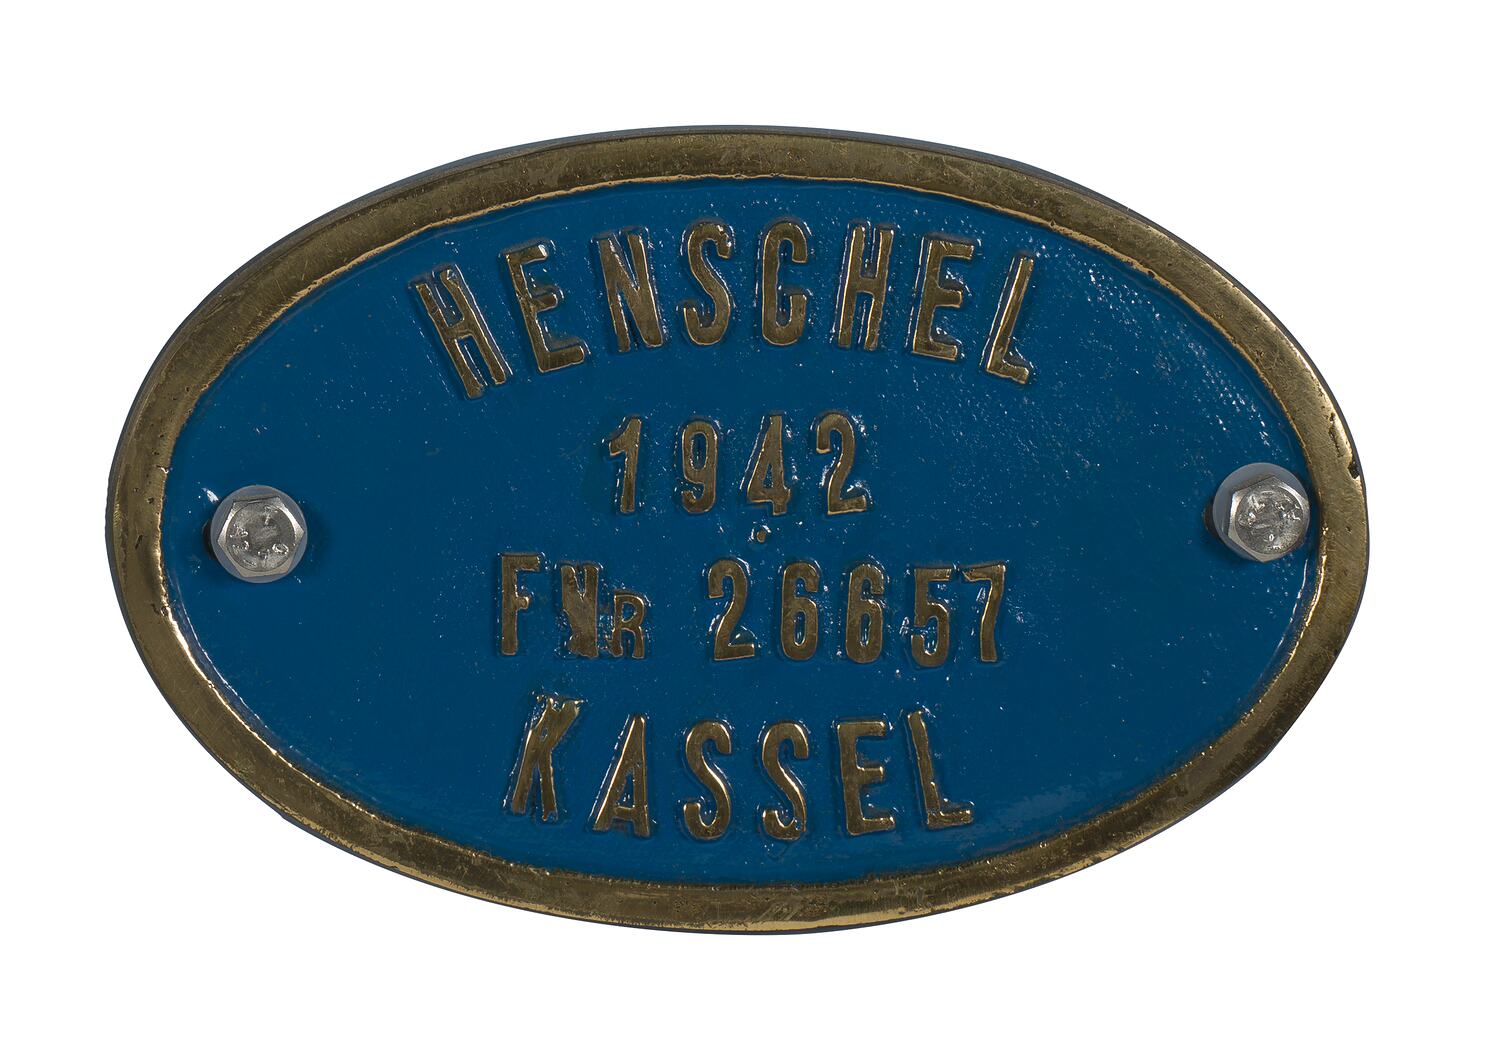 HENSCHEL
1942
FNR 26657
KASSEL